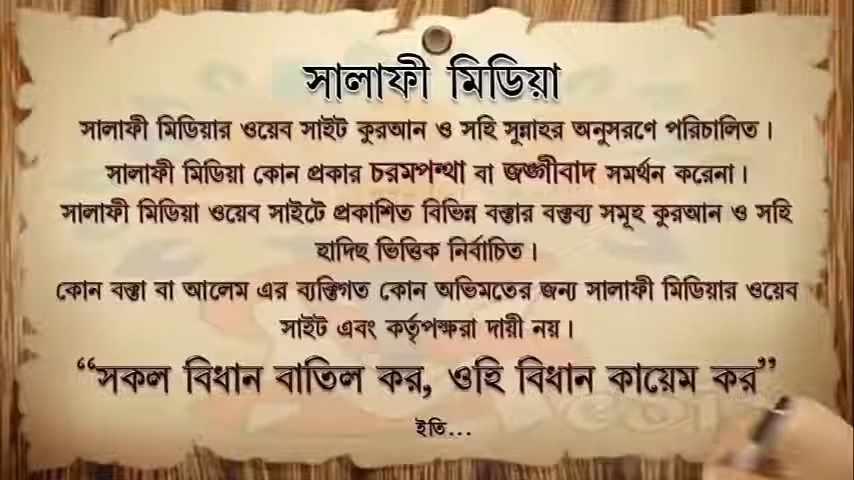 সালাফী মিডিয়া
সালাফী মিডিয়ার ওয়েব সাইট কুরআন ও সহি সুন্নাহর অনুসরণে পরিচালিত।
সালাফী মিডিয়া কোন প্রকার চরমপন্থা বা জঙ্গীবাদ সমর্থন করেনা।
সালাফী মিডিয়া ওয়েব সাইটে প্রকাশিত বিভিন্ন বক্তার বক্তব্য সমূহ কুরআন ও সহি
হাদিছ ভিত্তিক নির্বাচিত।
কোন বক্তা বা আলেম এর ব্যক্তিগত কোন অভিমতের জন্য সালাফী মিডিয়ার ওয়েব
সাইট এবং কর্তৃপক্ষরা দায়ী নয়।
“সকল বিধান বাতিল কর, ওহি বিধান কায়েম কর”
ইতি...